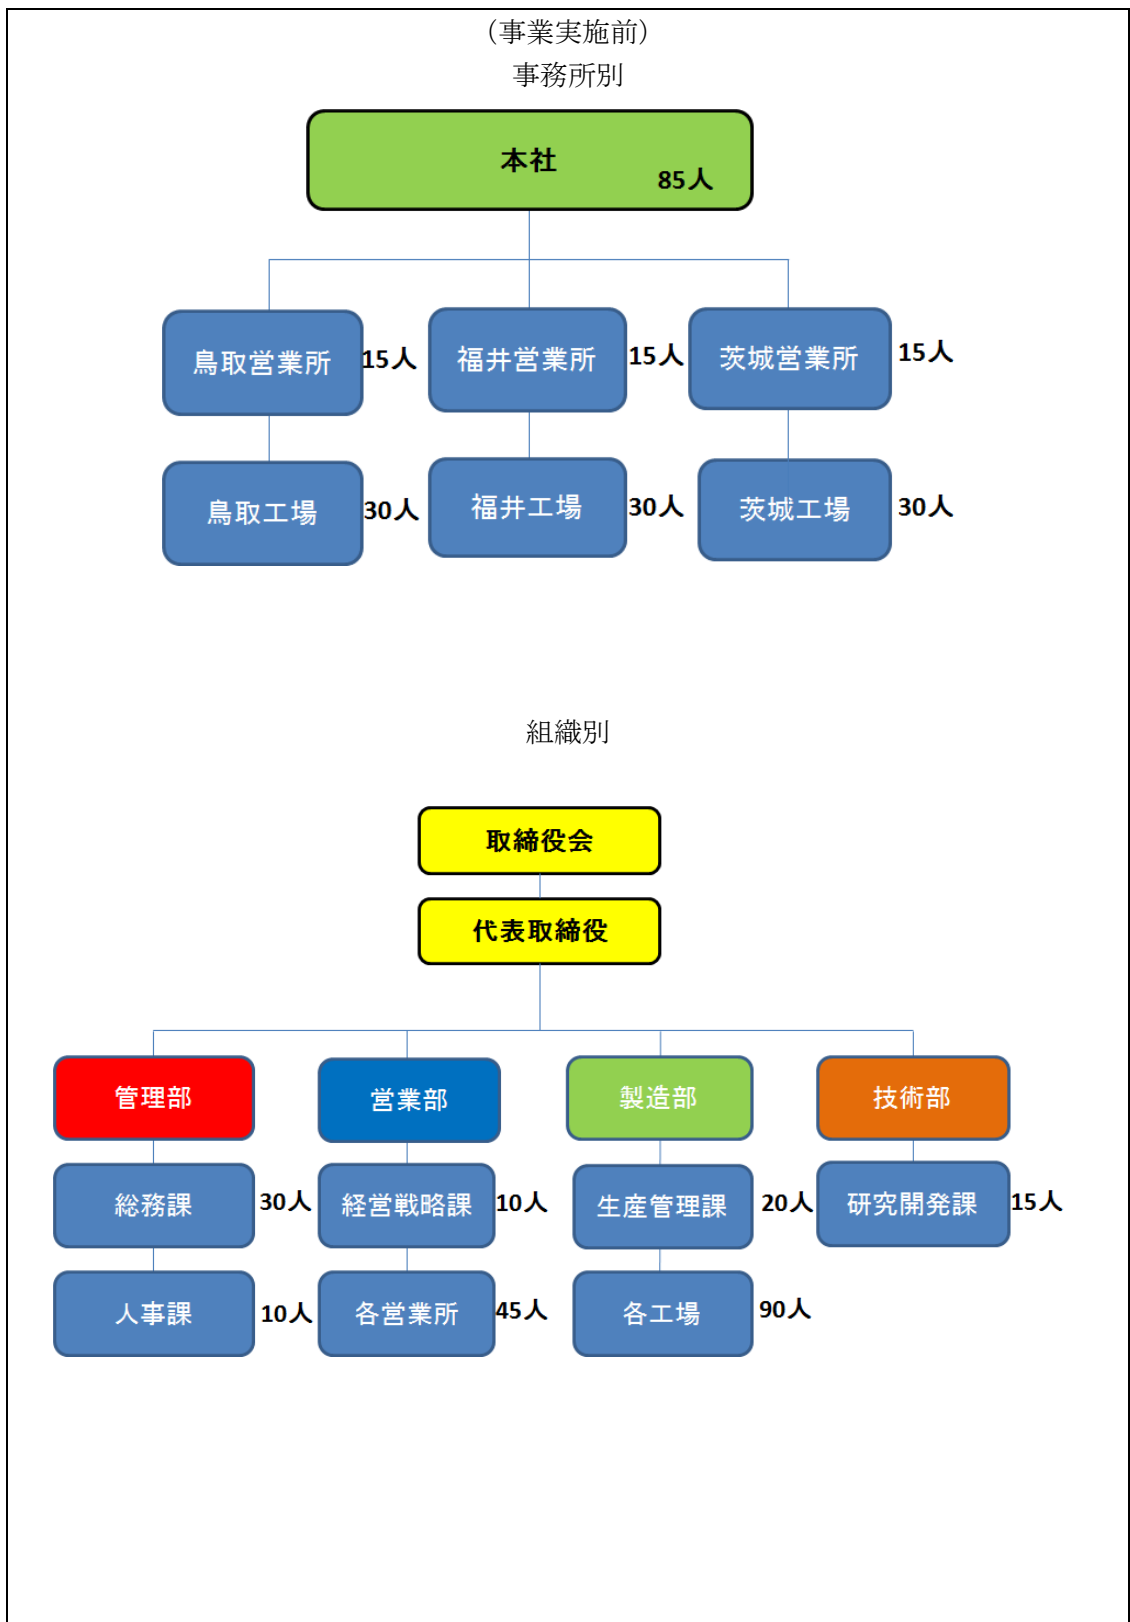 （事業実施前）
事務所別
本社
85人
鳥取営業所 15人 福井営業所 15人 茨城営業所 15人
鳥取工場 30人 福井工場 30人 茨城工場 30人
組織別
取締役会
代表取締役
管理部 営業部 製造部 技術部
総務課 30人 経営戦略課 10人 生産管理課 20人 研究開発課 15人
人事課 10人 各営業所 45人 各工場 90人